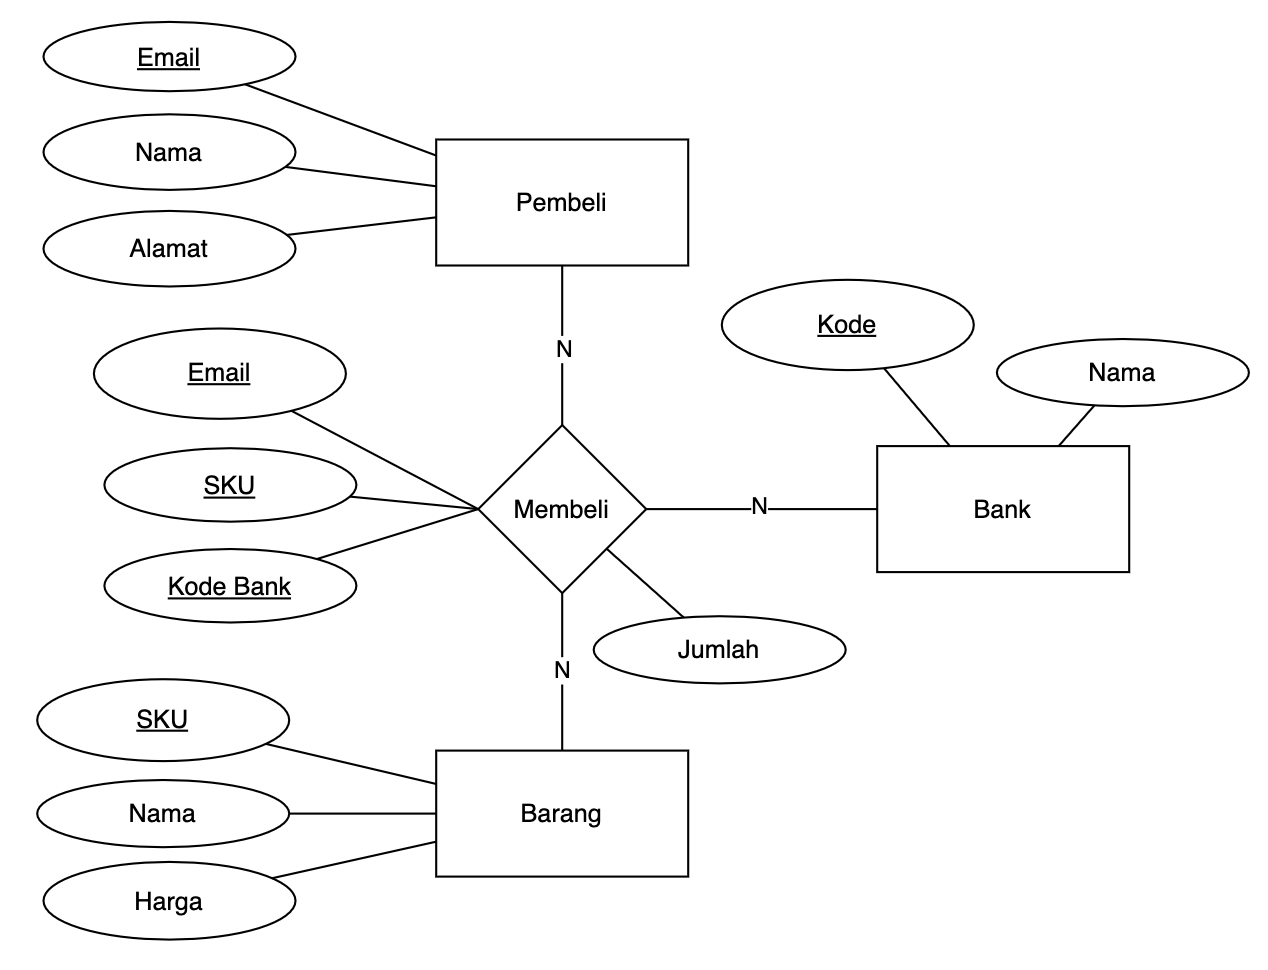 Email
Nama
Alamat
Pembeli
N
Email
SKU
Kode Bank
Membeli
N
Kode
Nama
Bank
Jumlah
N
SKU
Nama
Harga
Barang